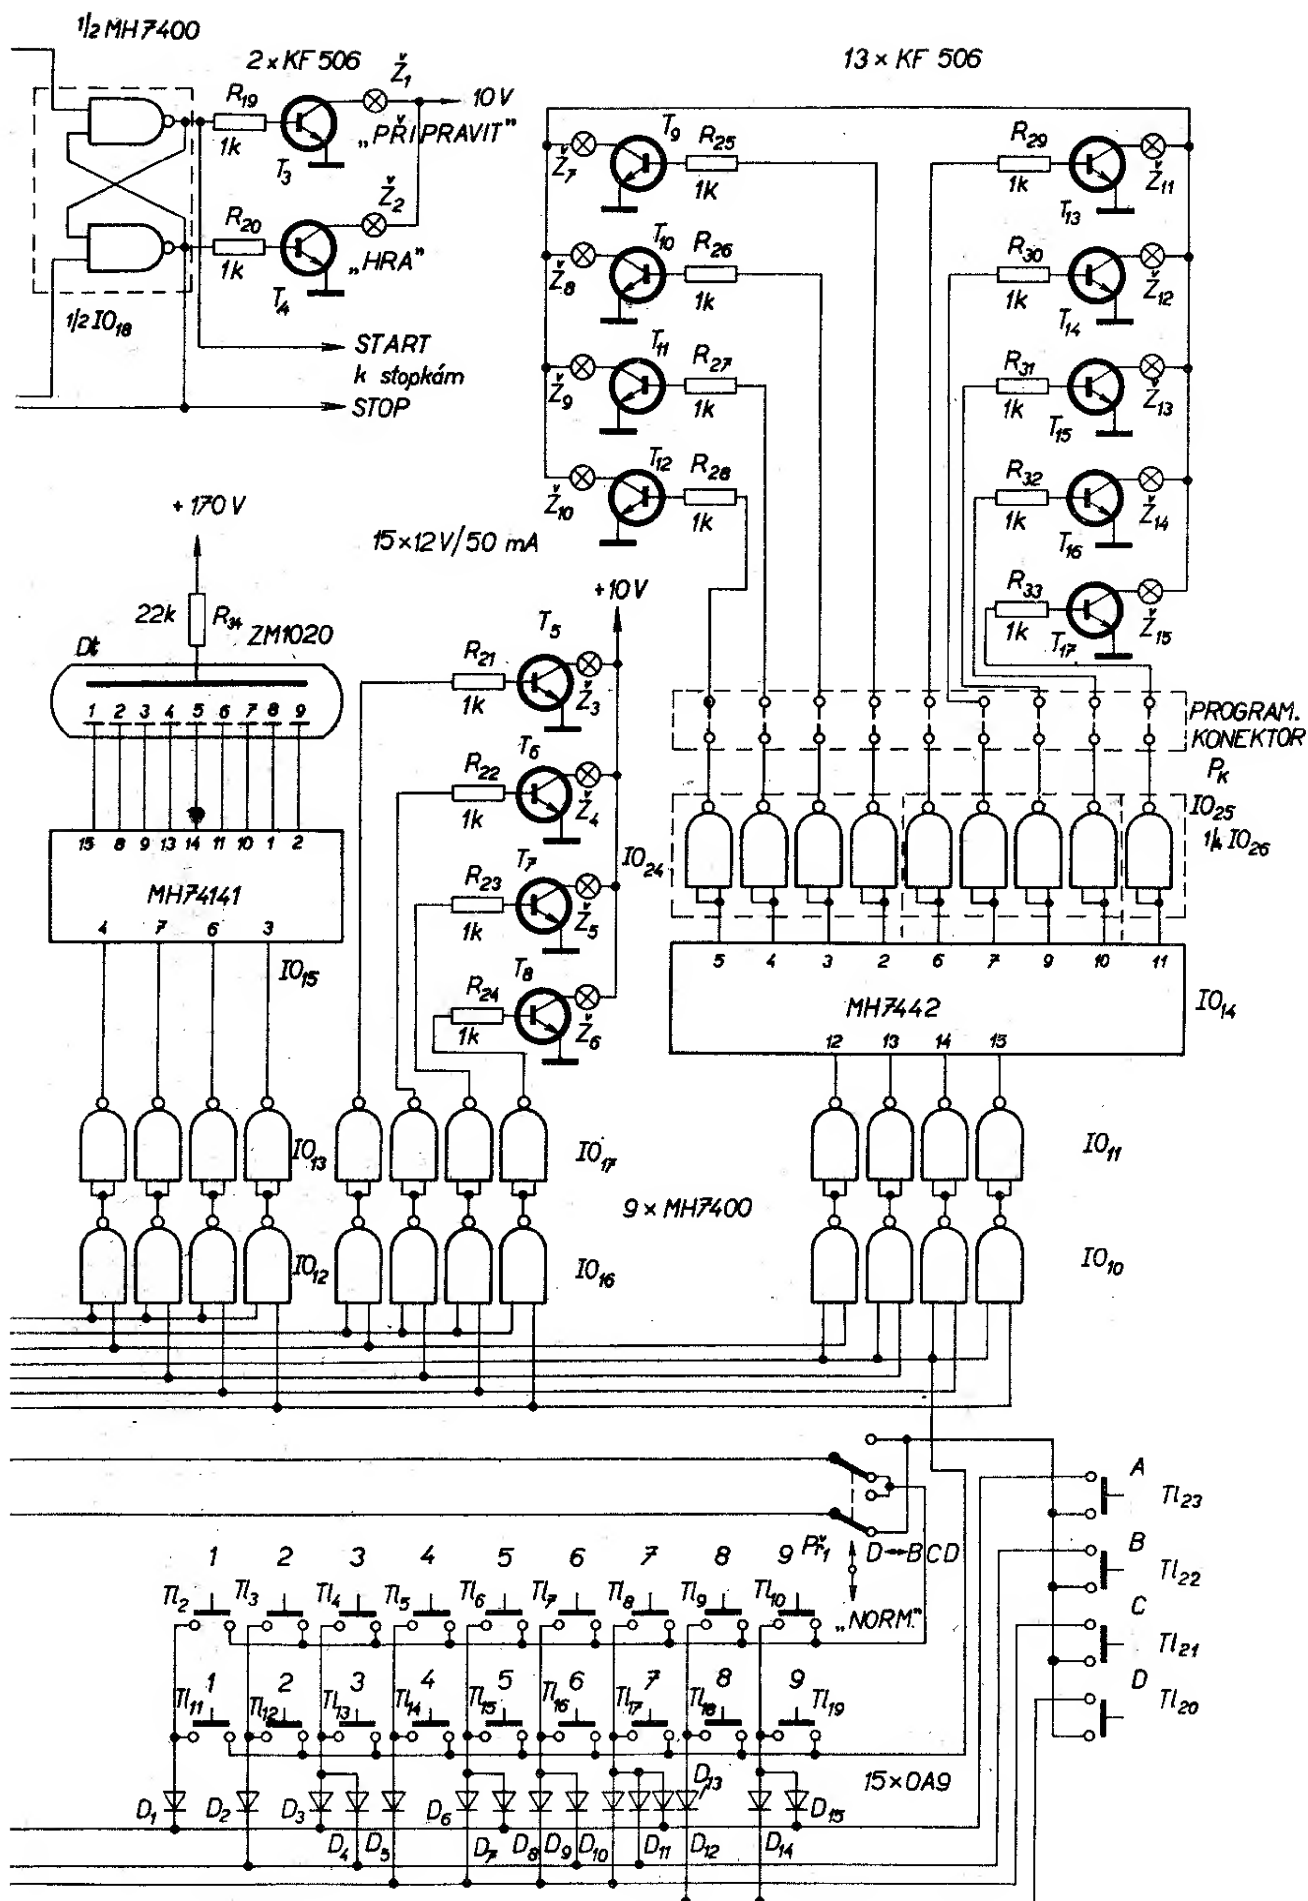 1/2 MH7400
2×KF 506
13× KF 506
Ž1
10V
R19
1k
„PŘIPRAVIT"
T3
Ž2
R20
1k
„HRA"
T4
1/2 IO18
START
k stopkám
STOP
T9
R25
1k
Ž7
T10
R26
1k
Ž8
T11
R27
1k
Ž9
T12
R28
1k
Ž10
R29
1k
T13
Ž11
R30
1k
T14
Ž12
R31
1k
T15
Ž13
R32
1k
T16
Ž14
R33
1k
T17
Ž15
+ 170 V
15×12V/50 mA
+10V
22k
R34
ZM1020
Dt
1 2 3 4 5 6 7 8 9
15 8 9 13 14 11 10 1 2
MH74141
4 7 6 3
IO15
T5
R21
1k
Ž3
T6
R22
1k
Ž4
T7
R23
1k
Ž5
T8
R24
1k
Ž6
PROGRAM.
KONEKTOR
PK
IO25
1/4 IO26
IO24
5 4 3 2 6 7 9 10 11
MH7442
IO14
12 13 14 15
IO13
IO17
IO11
9 × MH7400
IO12
IO16
IO10
Př1
D↔BCD
„NORM."
A
Tl23
B
Tl22
C
Tl21
D
Tl20
1 2 3 4 5 6 7 8 9
Tl2 Tl3 Tl4 Tl5 Tl6 Tl7 Tl8 Tl9 Tl10
1 2 3 4 5 6 7 8 9
Tl11 Tl12 Tl13 Tl14 Tl15 Tl16 Tl17 Tl18 Tl19
15×OA9
D1 D2 D3 D4 D5 D6 D7 D8 D9 D10 D11 D12 D13 D14 D15